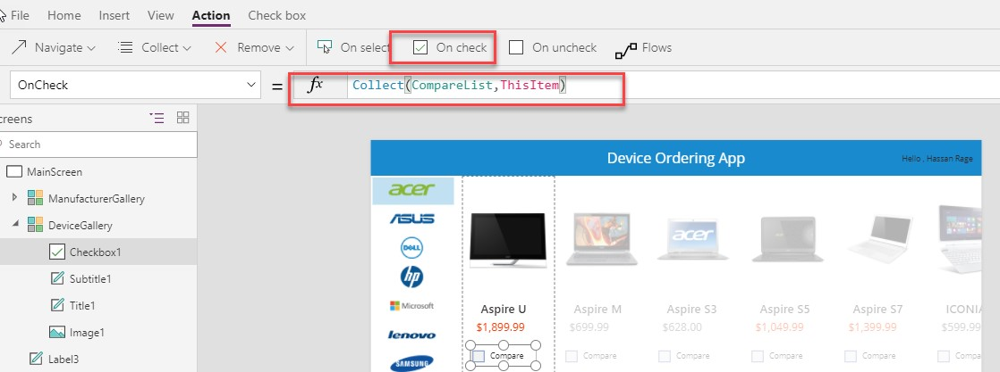 File Home Insert View Action Check box
Navigate Collect Remove On select On check On uncheck Flows
OnCheck = fx Collect(CompareList,ThisItem)
creens
Search
MainScreen
ManufacturerGallery
DeviceGallery
Checkbox1
Subtitle1
Title1
Image1
Label3
Device Ordering App
Hello , Hassan Rage
acer
ASUS
DELL
hp
Microsoft
lenovo
SAMSUNG
acer
Aspire U Aspire M Aspire S3 Aspire S5 Aspire S7 ICONIA
$1,899.99 $699.99 $628.00 $1,049.99 $1,399.99 $599.99
Compare Compare Compare Compare Compare Compa